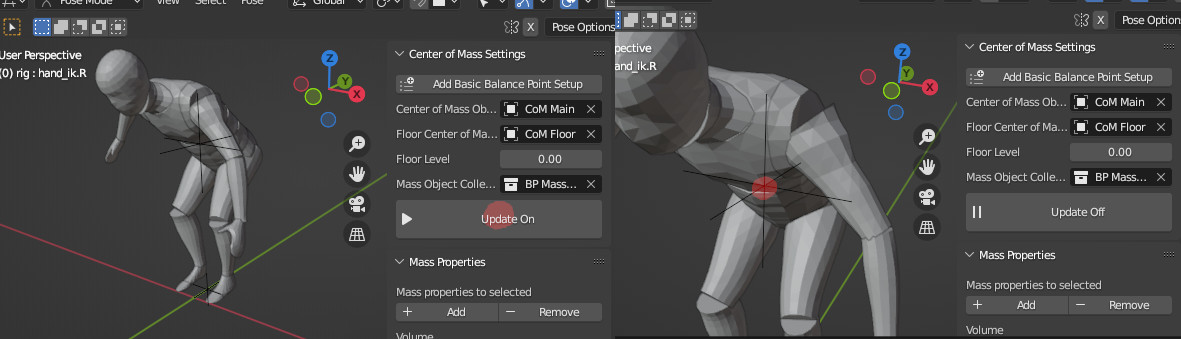 Pose Mode View Select Pose Global
X Pose Options
User Perspective
(0) rig : hand_ik.R
Z
Y
X
Center of Mass Settings
Add Basic Balance Point Setup
Center of Mass Ob... CoM Main
Floor Center of Ma... CoM Floor
Floor Level 0.00
Mass Object Colle... BP Mass...
Update On
Mass Properties
Mass properties to selected
Add Remove
Volume
X Pose Options
pective
and_ik.R
Z
Y
X
Center of Mass Settings
Add Basic Balance Point Setup
Center of Mass Ob... CoM Main
Floor Center of Ma... CoM Floor
Floor Level 0.00
Mass Object Colle... BP Mass...
Update Off
Mass Properties
Mass properties to selected
Add Remove
Volume